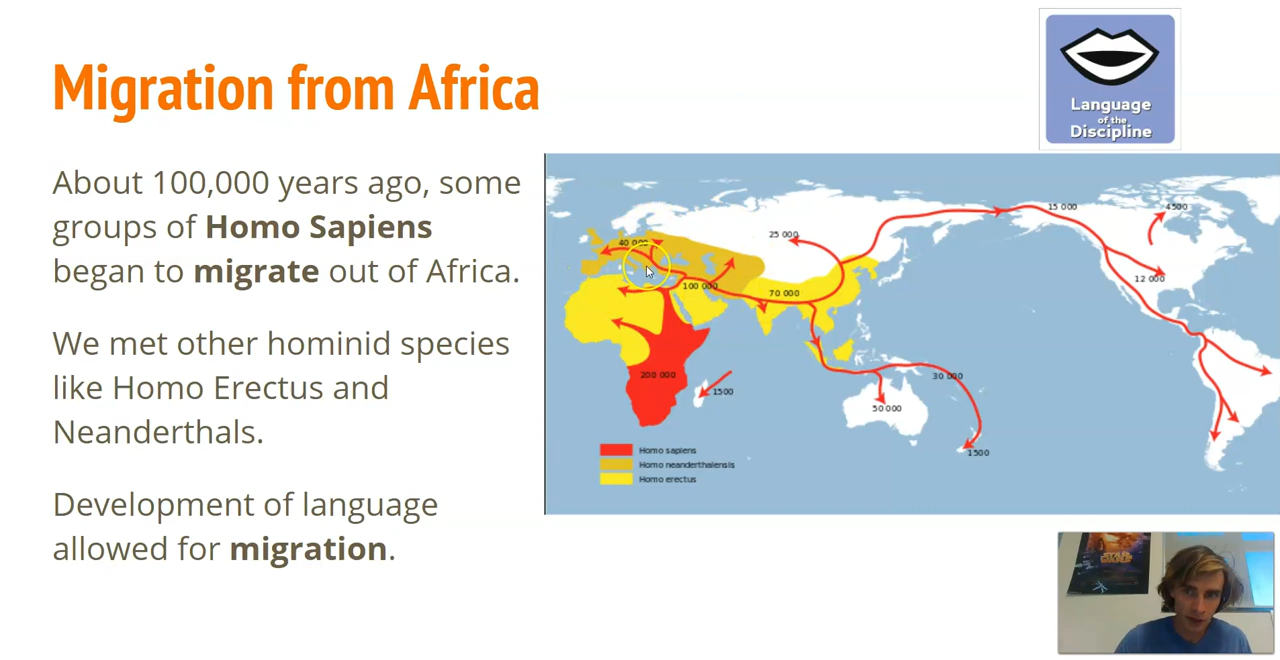 Migration from Africa
Language
of the
Discipline
About 100,000 years ago, some
groups of Homo Sapiens
began to migrate out of Africa.
We met other hominid species
like Homo Erectus and
Neanderthals.
Development of language
allowed for migration.
15 000
4500
25 000
40 000
12 000
100 000
70 000
200 000
30 000
1500
50 000
1500
Homo sapiens
Homo neanderthalensis
Homo erectus
STAR
WARS